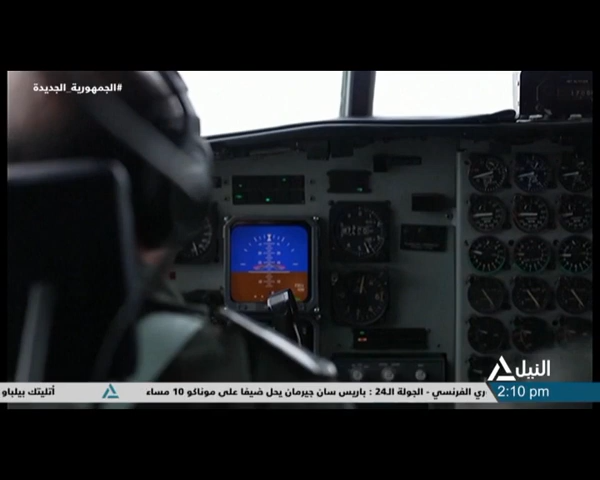 #الجمهورية_الجديدة
النيل
2:10 pm
ري الفرنسي - الجولة الـ24 : باريس سان جيرمان يحل ضيفا على موناكو 10 مساء
أتلتيك بيلباو